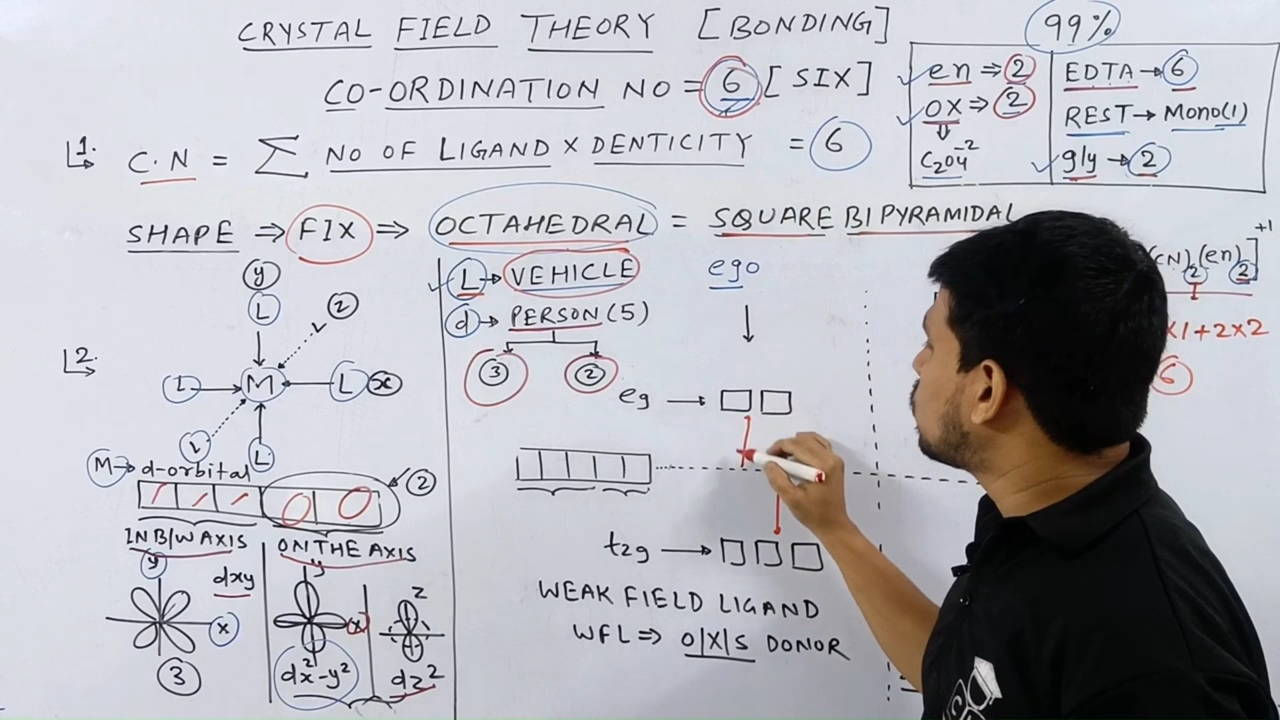 CRYSTAL FIELD THEORY [BONDING]
99%
CO-ORDINATION NO = 6 [SIX]
en ⇒ 2
OX ⇒ 2
C2O4-2
EDTA → 6
REST → Mono(1)
gly → 2
1. C.N = Σ NO OF LIGAND × DENTICITY = 6
SHAPE ⇒ FIX ⇒ OCTAHEDRAL = SQUARE BIPYRAMIDAL
(CN)2(en)2]+1
×1+2×2
6
2.
y
L
2
L
L M L x
L L
M → d-orbital
2
IN B/W AXIS
ON THE AXIS
y
dxy
x
3
y
x
dx2-y2
z
dz2
L → VEHICLE
d → PERSON (5)
3 2
ego
eg →
t2g →
WEAK FIELD LIGAND
WFL ⇒ O|X|S DONOR